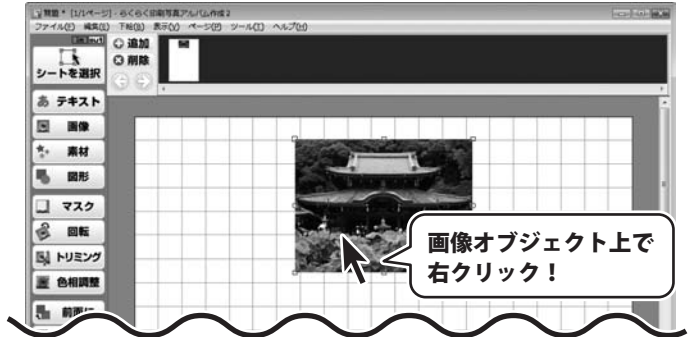 無題 * [1/1ページ] - らくらく印刷写真アルバム作成2
ファイル(F) 編集(E) 下絵(B) 表示(V) ページ(P) ツール(T) ヘルプ(H)
シートを選択
追加
削除
あ テキスト
画像
素材
図形
マスク
回転
トリミング
色相調整
画像オブジェクト上で
右クリック！